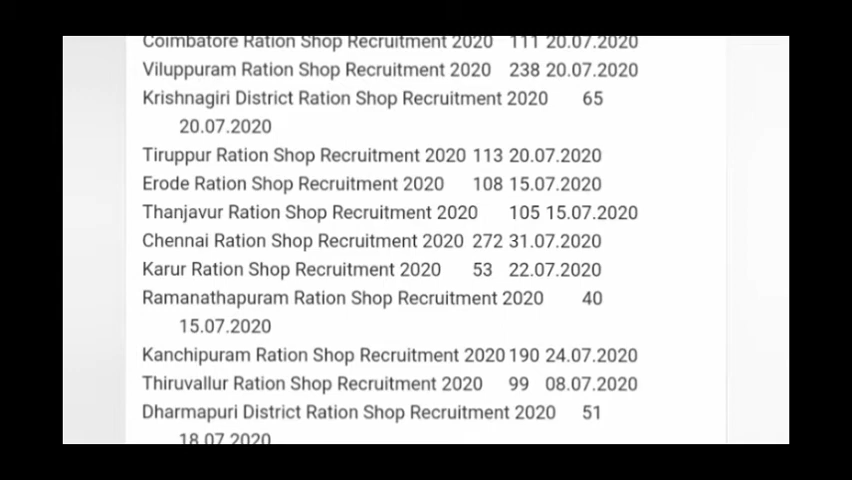 Coimbatore Ration Shop Recruitment 2020 111 20.07.2020
Viluppuram Ration Shop Recruitment 2020 238 20.07.2020
Krishnagiri District Ration Shop Recruitment 2020 65
20.07.2020
Tiruppur Ration Shop Recruitment 2020 113 20.07.2020
Erode Ration Shop Recruitment 2020 108 15.07.2020
Thanjavur Ration Shop Recruitment 2020 105 15.07.2020
Chennai Ration Shop Recruitment 2020 272 31.07.2020
Karur Ration Shop Recruitment 2020 53 22.07.2020
Ramanathapuram Ration Shop Recruitment 2020 40
15.07.2020
Kanchipuram Ration Shop Recruitment 2020 190 24.07.2020
Thiruvallur Ration Shop Recruitment 2020 99 08.07.2020
Dharmapuri District Ration Shop Recruitment 2020 51
18.07.2020